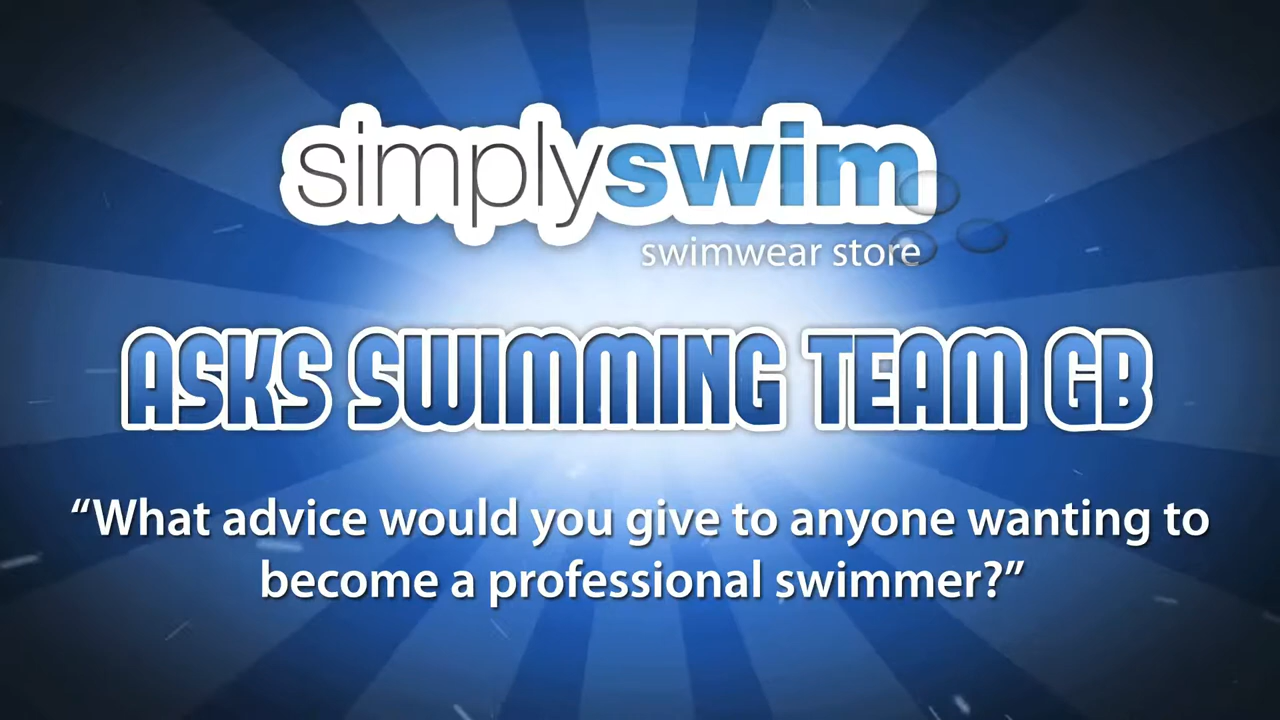 simplyswim
swimwear store
ASKS SWIMMING TEAM GB
“What advice would you give to anyone wanting to
become a professional swimmer?”